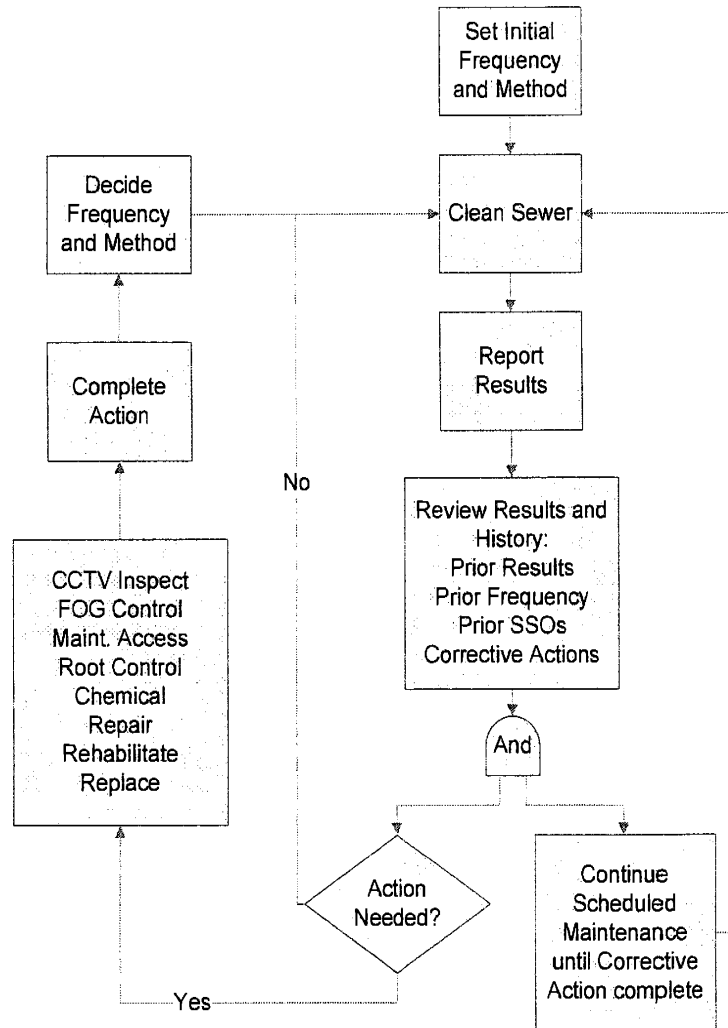 Set Initial
Frequency
and Method
Decide
Frequency
and Method
Clean Sewer
Report
Results
Complete
Action
No
Review Results and
History:
Prior Results
Prior Frequency
Prior SSOs
Corrective Actions
CCTV Inspect
FOG Control
Maint. Access
Root Control
Chemical
Repair
Rehabilitate
Replace
And
Action
Needed?
Continue
Scheduled
Maintenance
until Corrective
Action complete
Yes